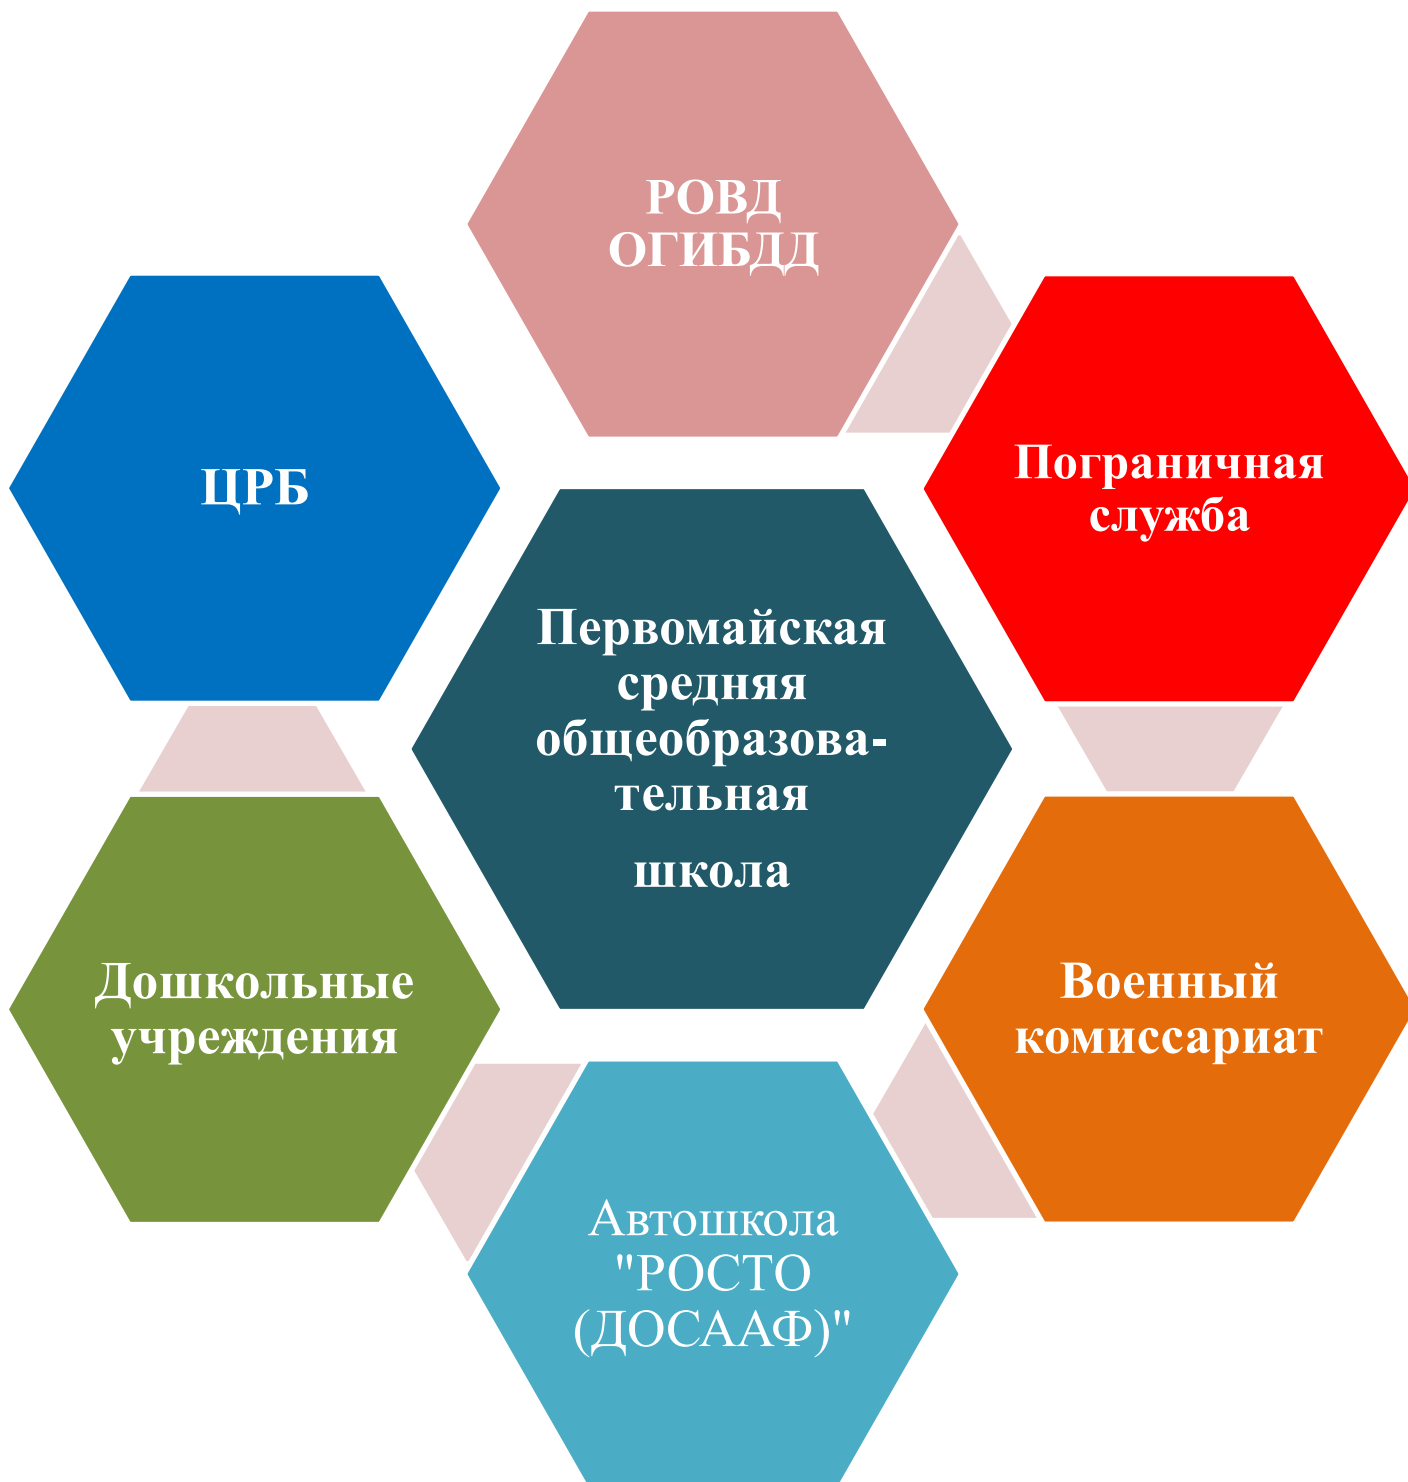 РОВД
ОГИБДД
ЦРБ
Пограничная
служба
Первомайская
средняя
общеобразова-
тельная
школа
Дошкольные
учреждения
Военный
комиссариат
Автошкола
"РОСТО
(ДОСААФ)"